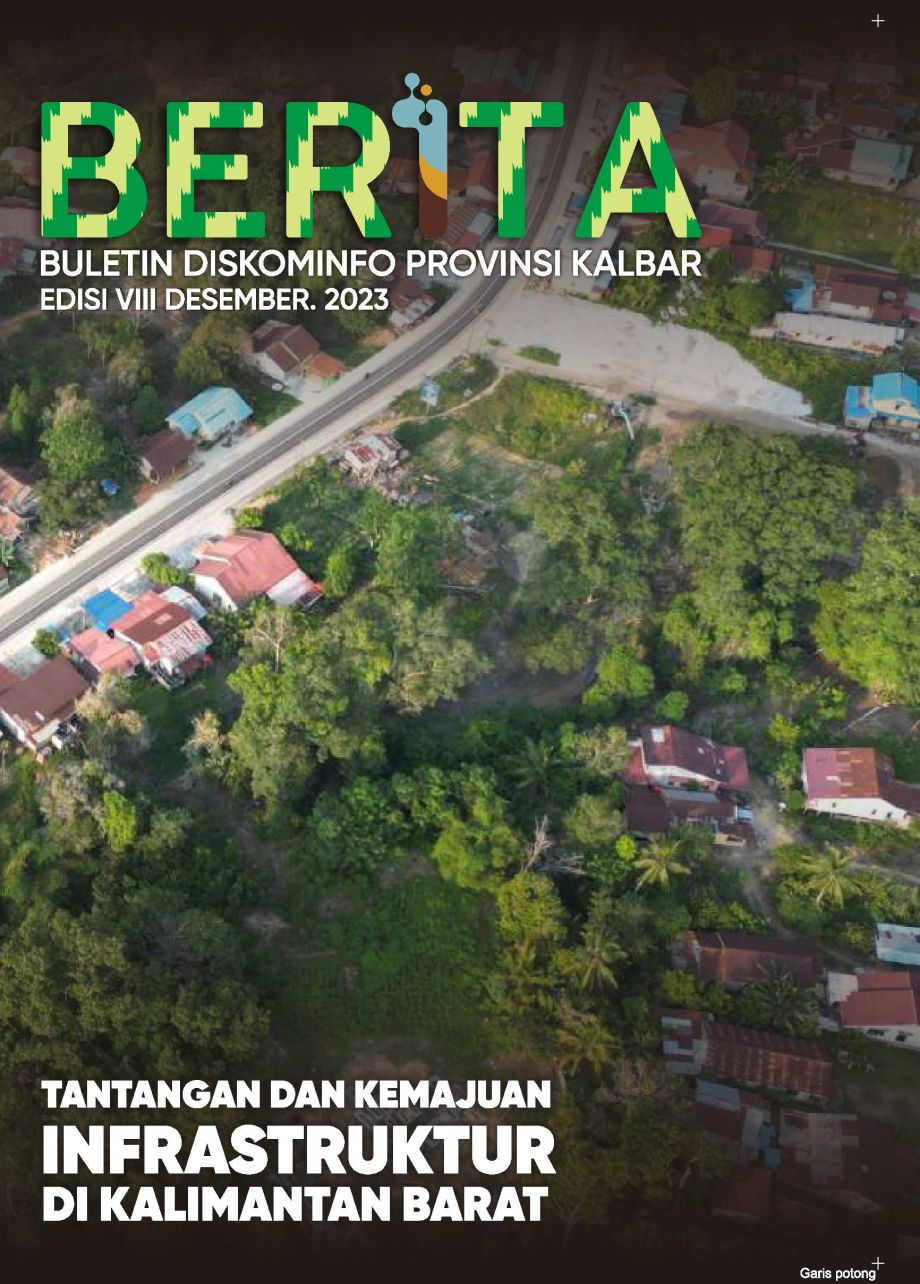 BERITA
BULETIN DISKOMINFO PROVINSI KALBAR
EDISI VIII DESEMBER. 2023
TANTANGAN DAN KEMAJUAN
INFRASTRUKTUR
DI KALIMANTAN BARAT
Garis potong